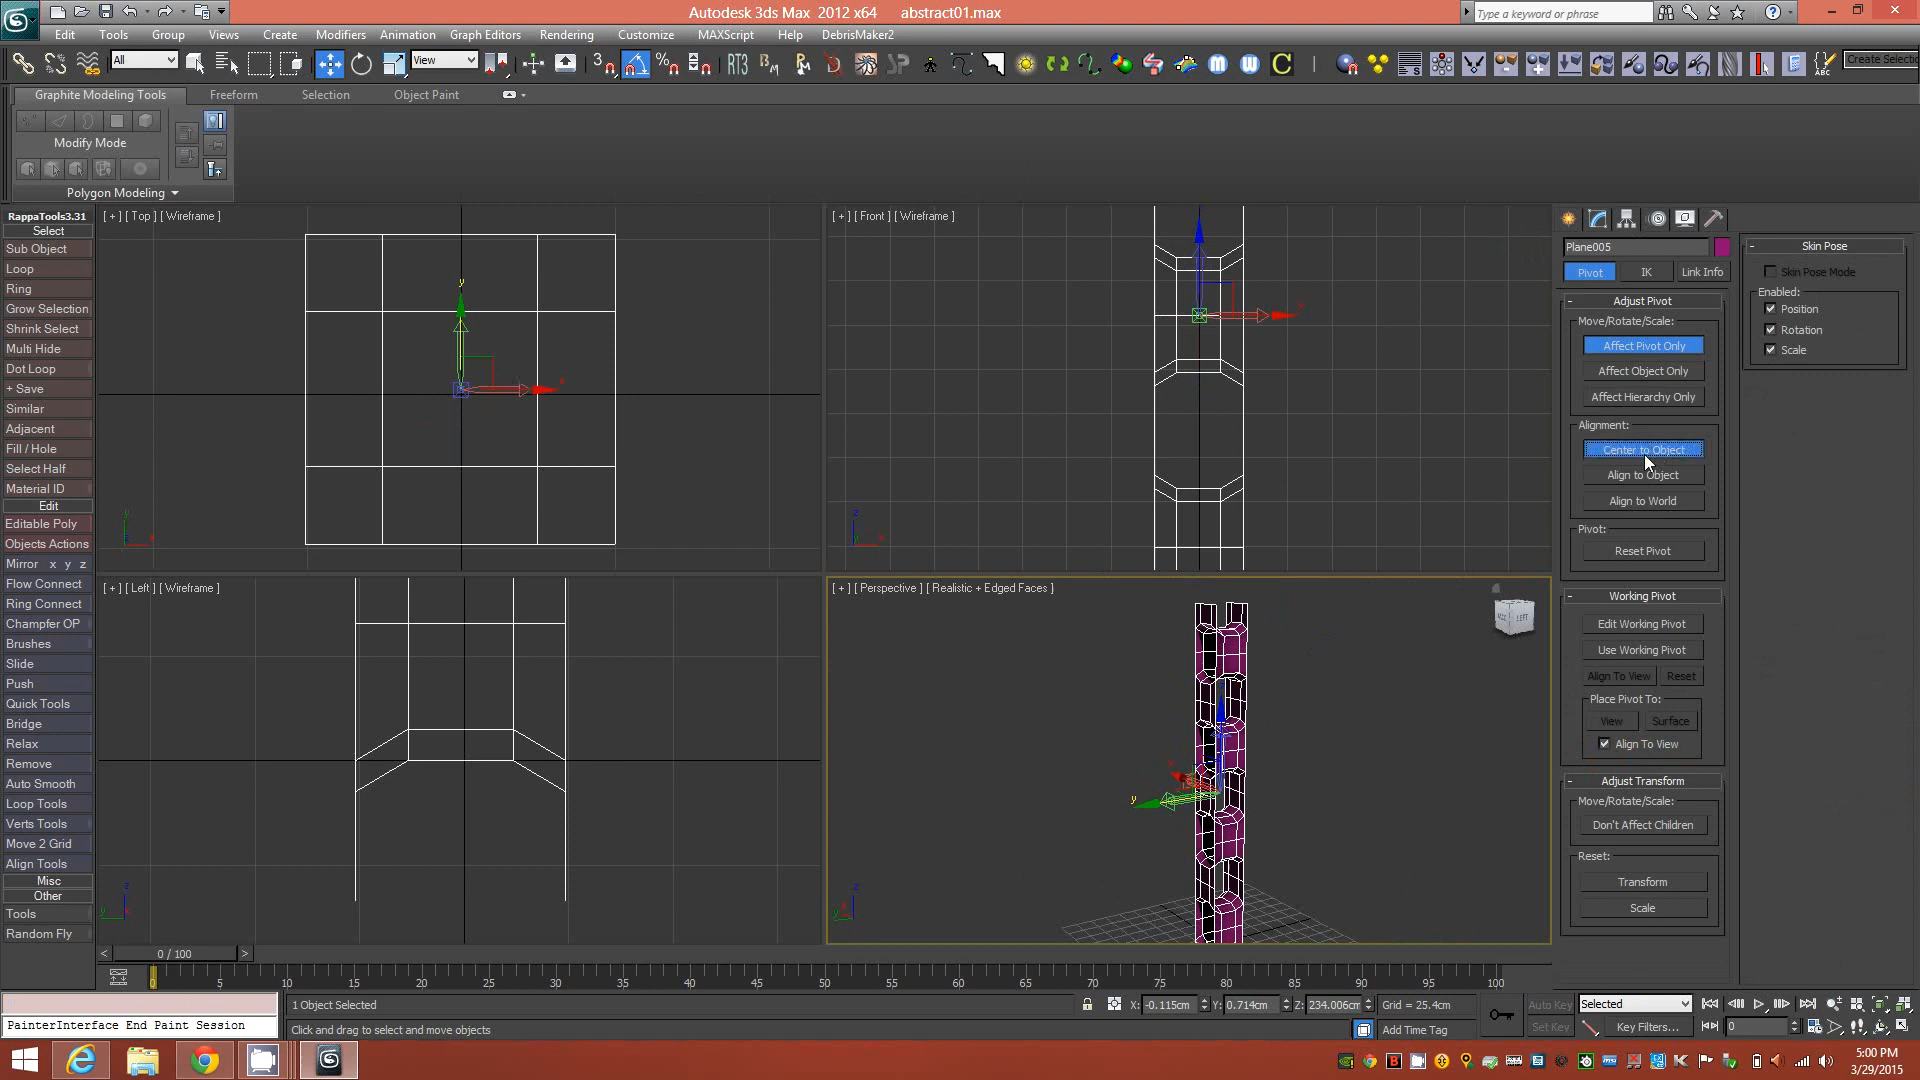 Autodesk 3ds Max 2012 x64 abstract01.max
Type a keyword or phrase
Edit Tools Group Views Create Modifiers Animation Graph Editors Rendering Customize MAXScript Help DebrisMaker2
All
View
3
RT3
ABC
Create Selectio
Graphite Modeling Tools Freeform Selection Object Paint
Modify Mode
Polygon Modeling
RappaTools3.31
Select
Sub Object
Loop
Ring
Grow Selection
Shrink Select
Multi Hide
Dot Loop
+ Save
Similar
Adjacent
Fill / Hole
Select Half
Material ID
Edit
Editable Poly
Objects Actions
Mirror x y z
Flow Connect
Ring Connect
Champfer OP
Brushes
Slide
Push
Quick Tools
Bridge
Relax
Remove
Auto Smooth
Loop Tools
Verts Tools
Move 2 Grid
Align Tools
Misc
Other
Tools
Random Fly
[ + ] [ Top ] [ Wireframe ]
[ + ] [ Front ] [ Wireframe ]
[ + ] [ Left ] [ Wireframe ]
[ + ] [ Perspective ] [ Realistic + Edged Faces ]
LEFT
Plane005
Pivot IK Link Info
Adjust Pivot
Move/Rotate/Scale:
Affect Pivot Only
Affect Object Only
Affect Hierarchy Only
Alignment:
Center to Object
Align to Object
Align to World
Pivot:
Reset Pivot
Working Pivot
Edit Working Pivot
Use Working Pivot
Align To View Reset
Place Pivot To:
View Surface
Align To View
Adjust Transform
Move/Rotate/Scale:
Don't Affect Children
Reset:
Transform
Scale
Skin Pose
Skin Pose Mode
Enabled:
Position
Rotation
Scale
0 / 100
0 5 10 15 20 25 30 35 40 45 50 55 60 65 70 75 80 85 90 95 100
1 Object Selected
X: -0.115cm Y: 0.714cm Z: 234.006cm Grid = 25.4cm
Auto Key Selected
PainterInterface End Paint Session
Click and drag to select and move objects
Add Time Tag
Set Key Key Filters... 0
5:00 PM
3/29/2015